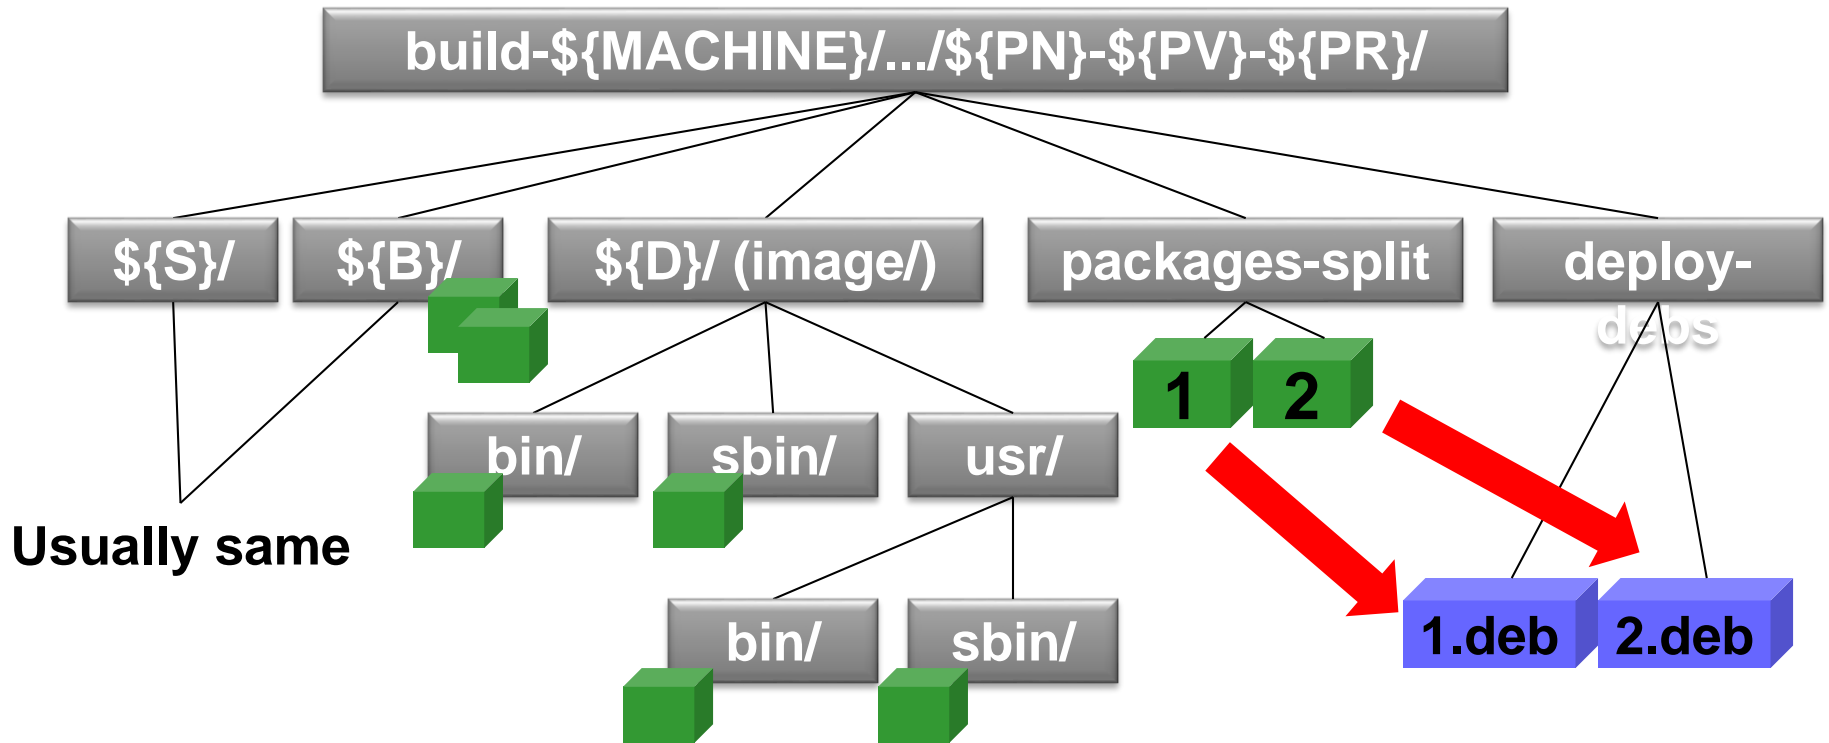 build-${MACHINE}/.../${PN}-${PV}-${PR}/
${S}/
${B}/
${D}/ (image/)
packages-split
deploy-
debs
1
2
bin/
sbin/
usr/
Usually same
bin/
sbin/
1.deb
2.deb